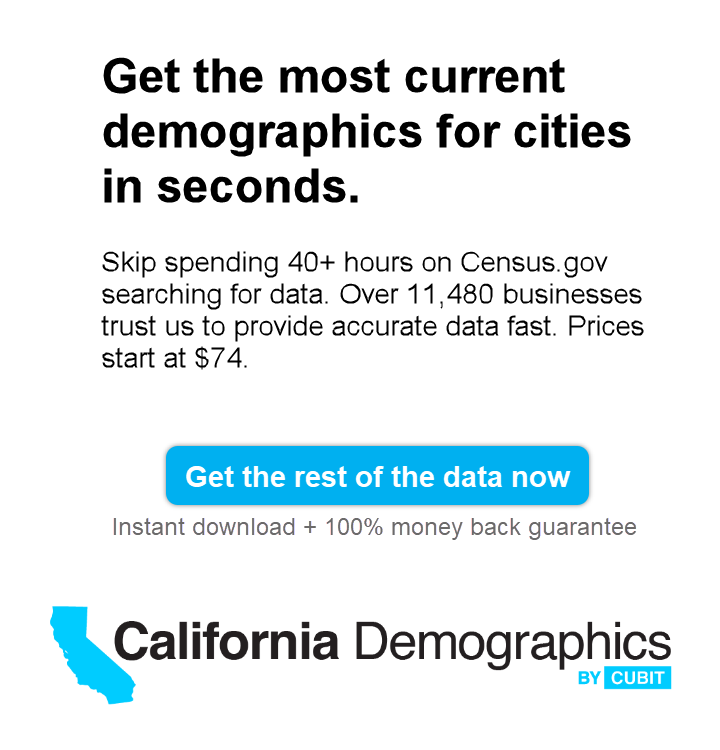 Get the most current
demographics for cities
in seconds.
Skip spending 40+ hours on Census.gov
searching for data. Over 11,480 businesses
trust us to provide accurate data fast. Prices
start at $74.
Get the rest of the data now
Instant download + 100% money back guarantee
California Demographics
BY CUBIT